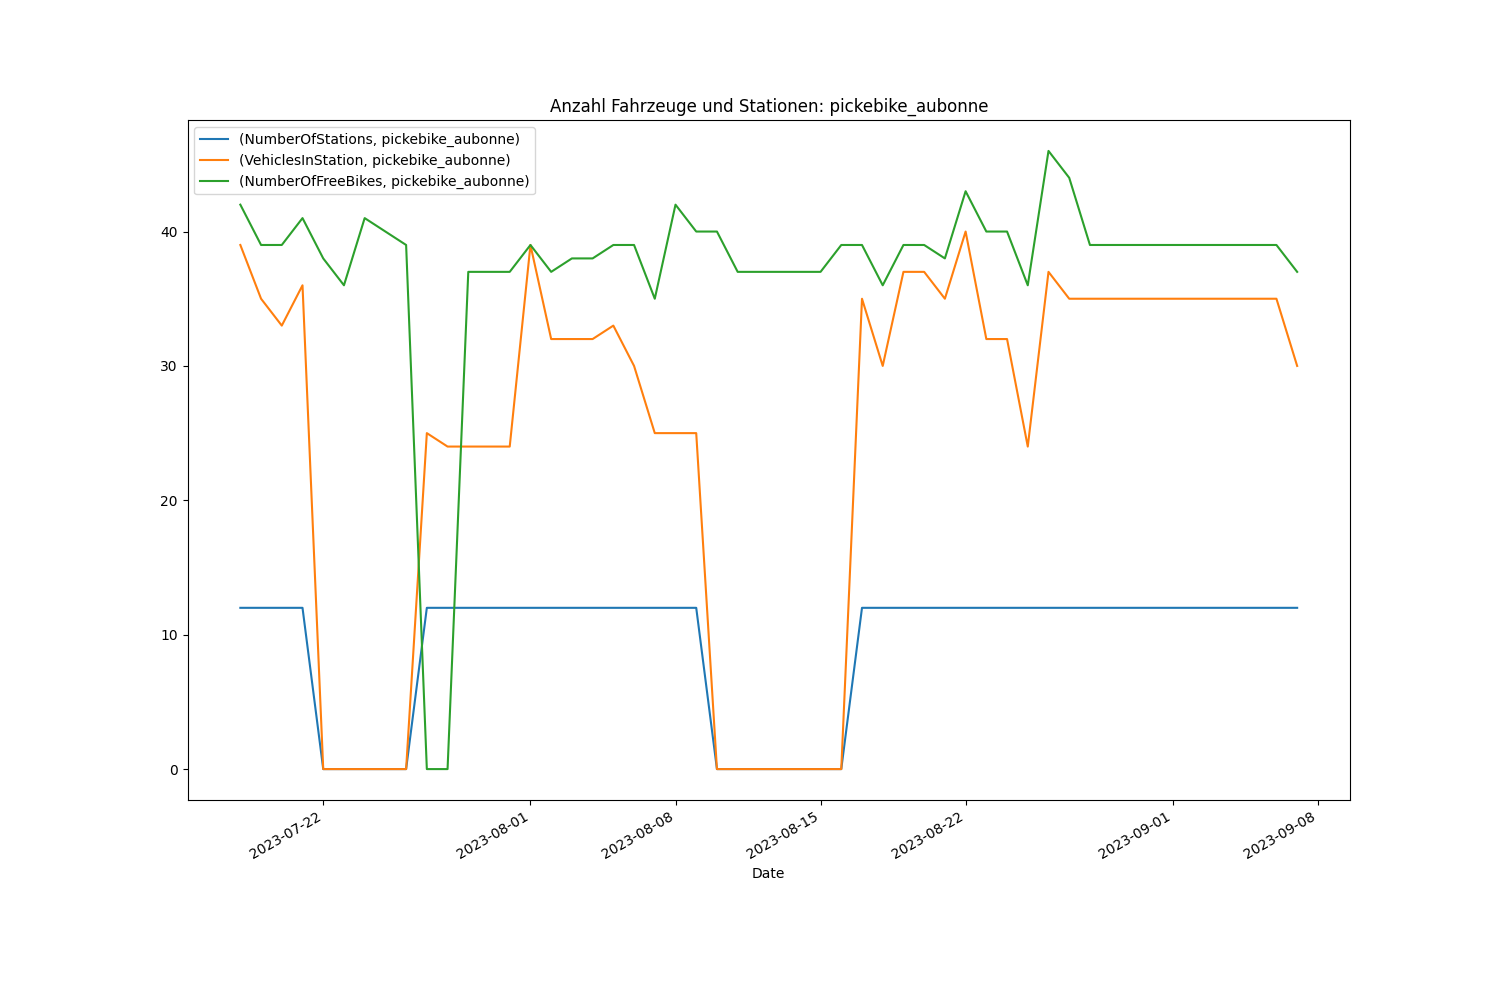 Anzahl Fahrzeuge und Stationen: pickebike_aubonne
(NumberOfStations, pickebike_aubonne)
(VehiclesInStation, pickebike_aubonne)
(NumberOfFreeBikes, pickebike_aubonne)
40
30
20
10
0
2023-07-22
2023-08-01
2023-08-08
2023-08-15
2023-08-22
2023-09-01
2023-09-08
Date